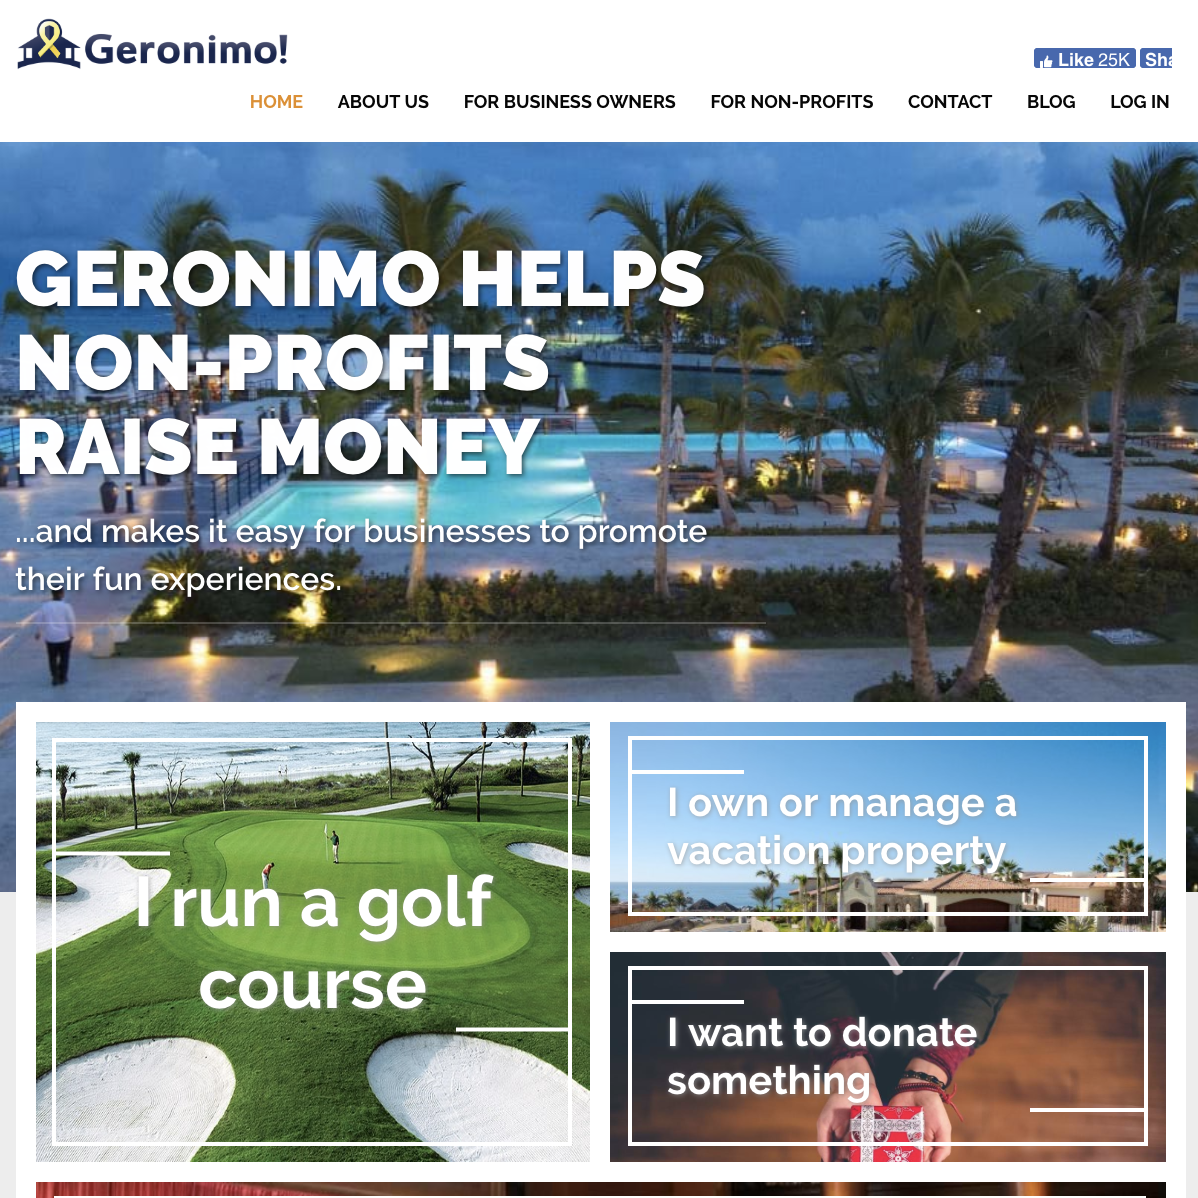 Geronimo!
Like 25K
HOME ABOUT US FOR BUSINESS OWNERS FOR NON-PROFITS CONTACT BLOG LOG IN
GERONIMO HELPS
NON-PROFITS
RAISE MONEY
...and makes it easy for businesses to promote
their fun experiences.
I run a golf
course
I own or manage a
vacation property
I want to donate
something